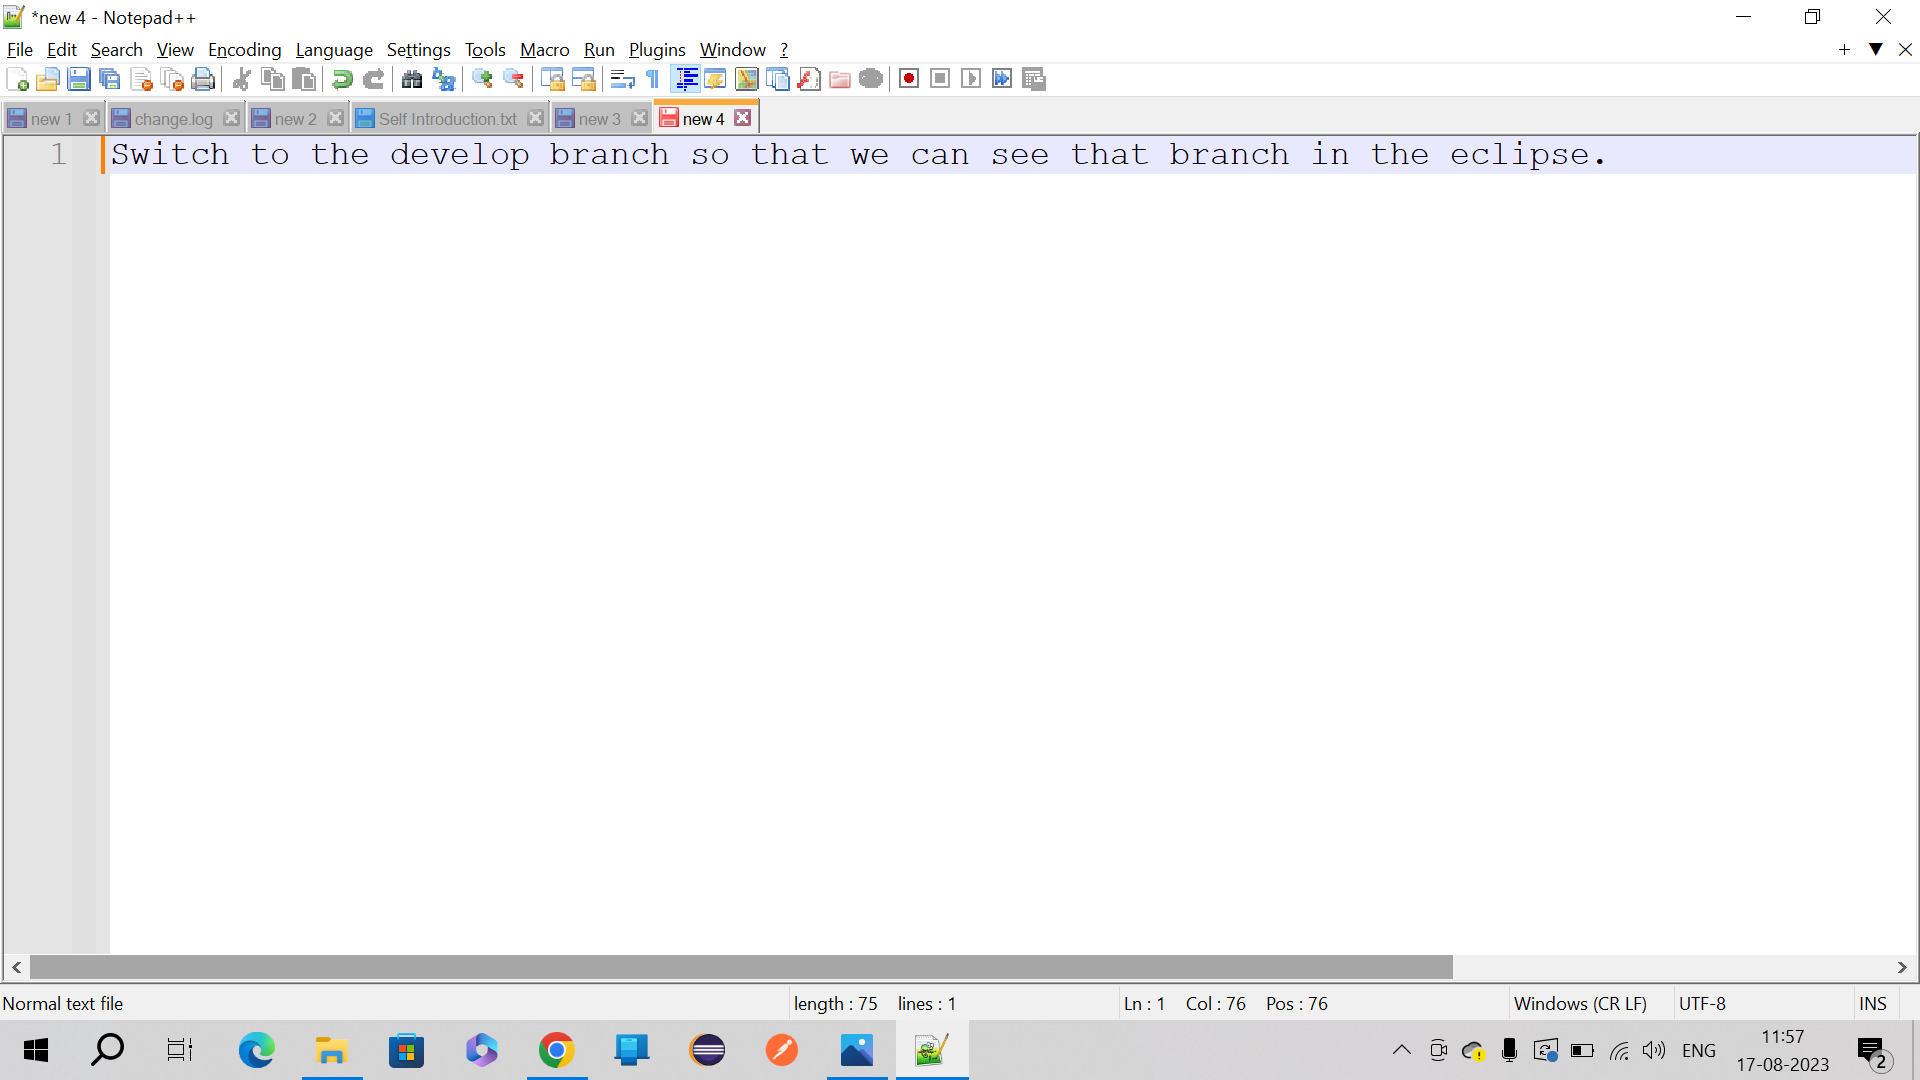 *new 4 - Notepad++
File Edit Search View Encoding Language Settings Tools Macro Run Plugins Window ?
new 1 change.log new 2 Self Introduction.txt new 3 new 4
1 Switch to the develop branch so that we can see that branch in the eclipse.
Normal text file length : 75 lines : 1 Ln : 1 Col : 76 Pos : 76 Windows (CR LF) UTF-8 INS
ENG 11:57
17-08-2023 2